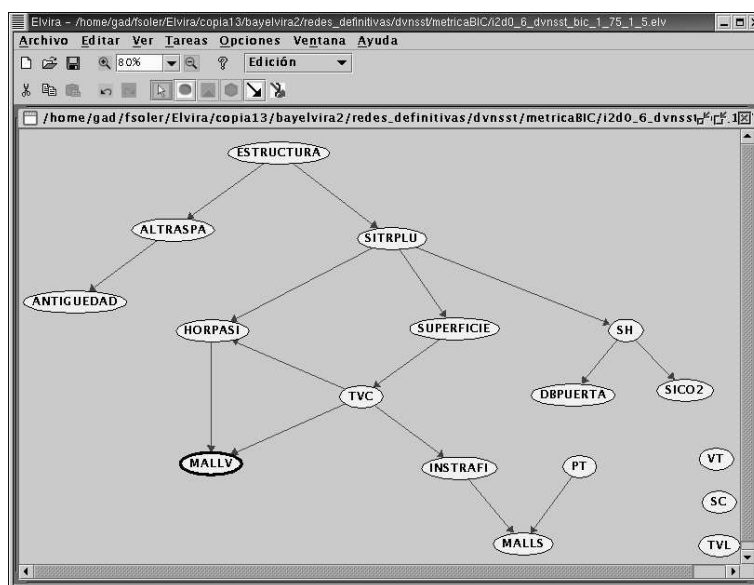 Elvira - /home/gad/fsoler/Elvira/copia13/bayelvira2/redes_definitivas/dvnsst/metricaBIC/i2d0_6_dvnsst_bic_1_75_1_5.elv
Archivo Editar Ver Tareas Opciones Ventana Ayuda
80% Edición
/home/gad/fsoler/Elvira/copia13/bayelvira2/redes_definitivas/dvnsst/metricaBIC/i2d0_6_dvnsst
ESTRUCTURA
ALTRASPA
SITRPLU
ANTIGUEDAD
HORPASI
SUPERFICIE
SH
TVC
DBPUERTA
SICO2
MALLV
INSTRAFI
PT
VT
SC
MALLS
TVL